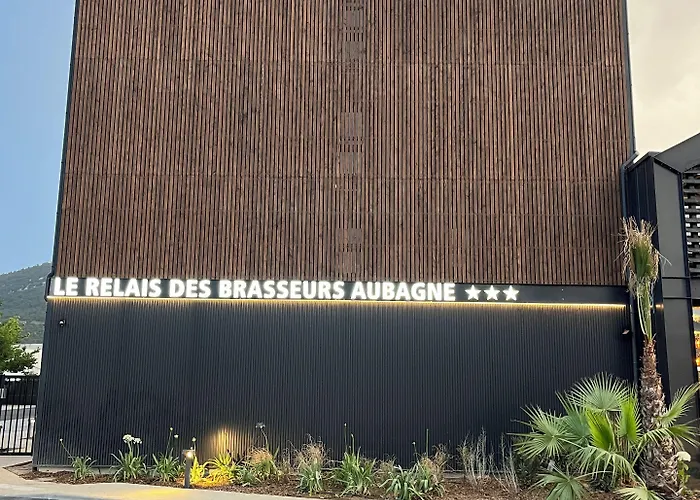 LE RELAIS DES BRASSEURS AUBAGNE ★★★